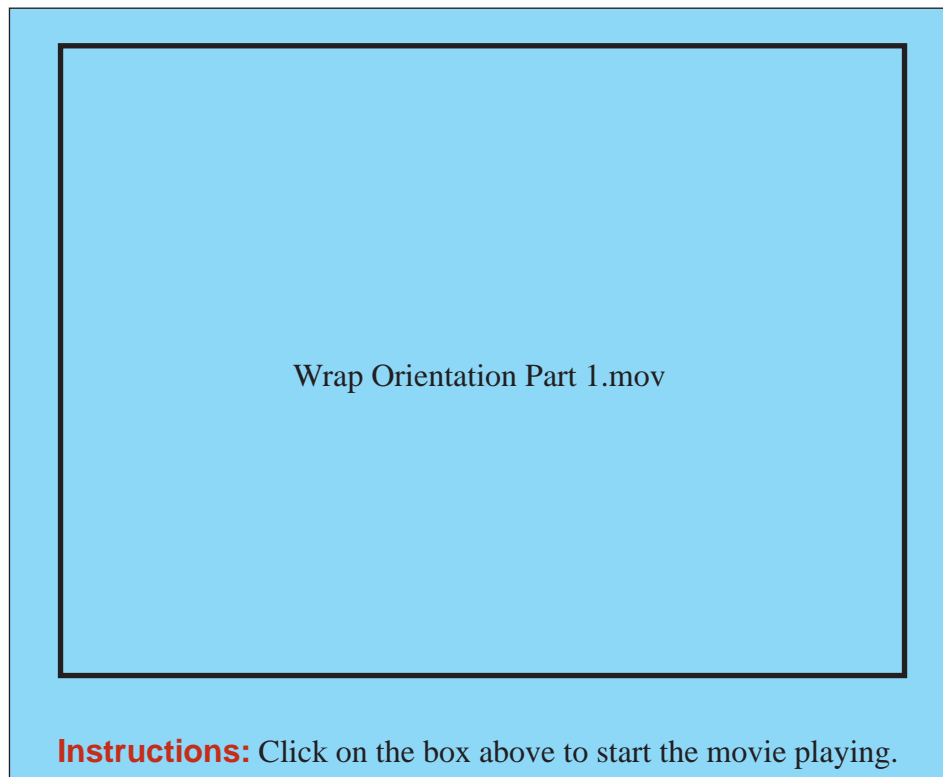 Wrap Orientation Part 1.mov
Instructions: Click on the box above to start the movie playing.